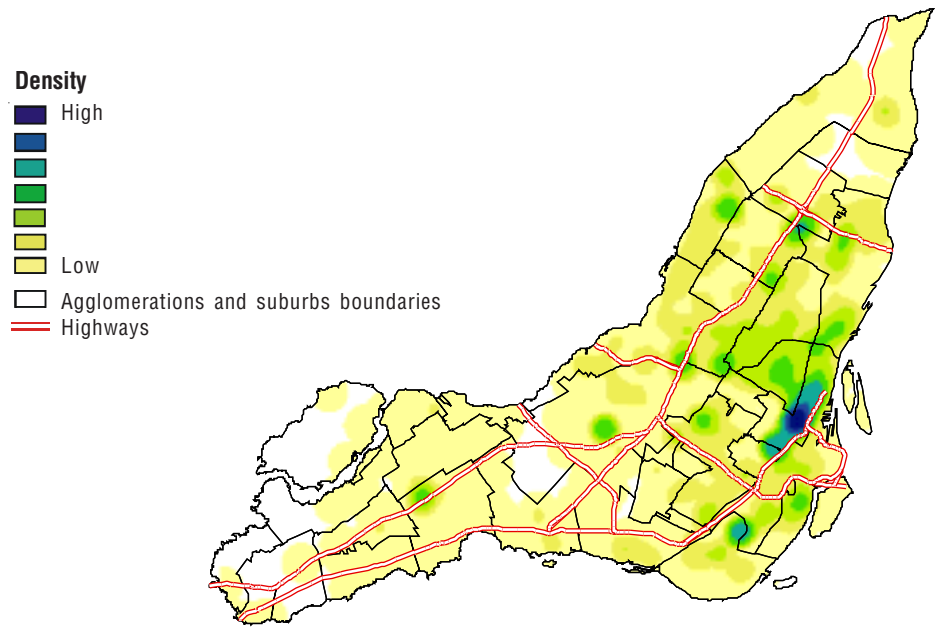 Density
High
Low
Agglomerations and suburbs boundaries
Highways